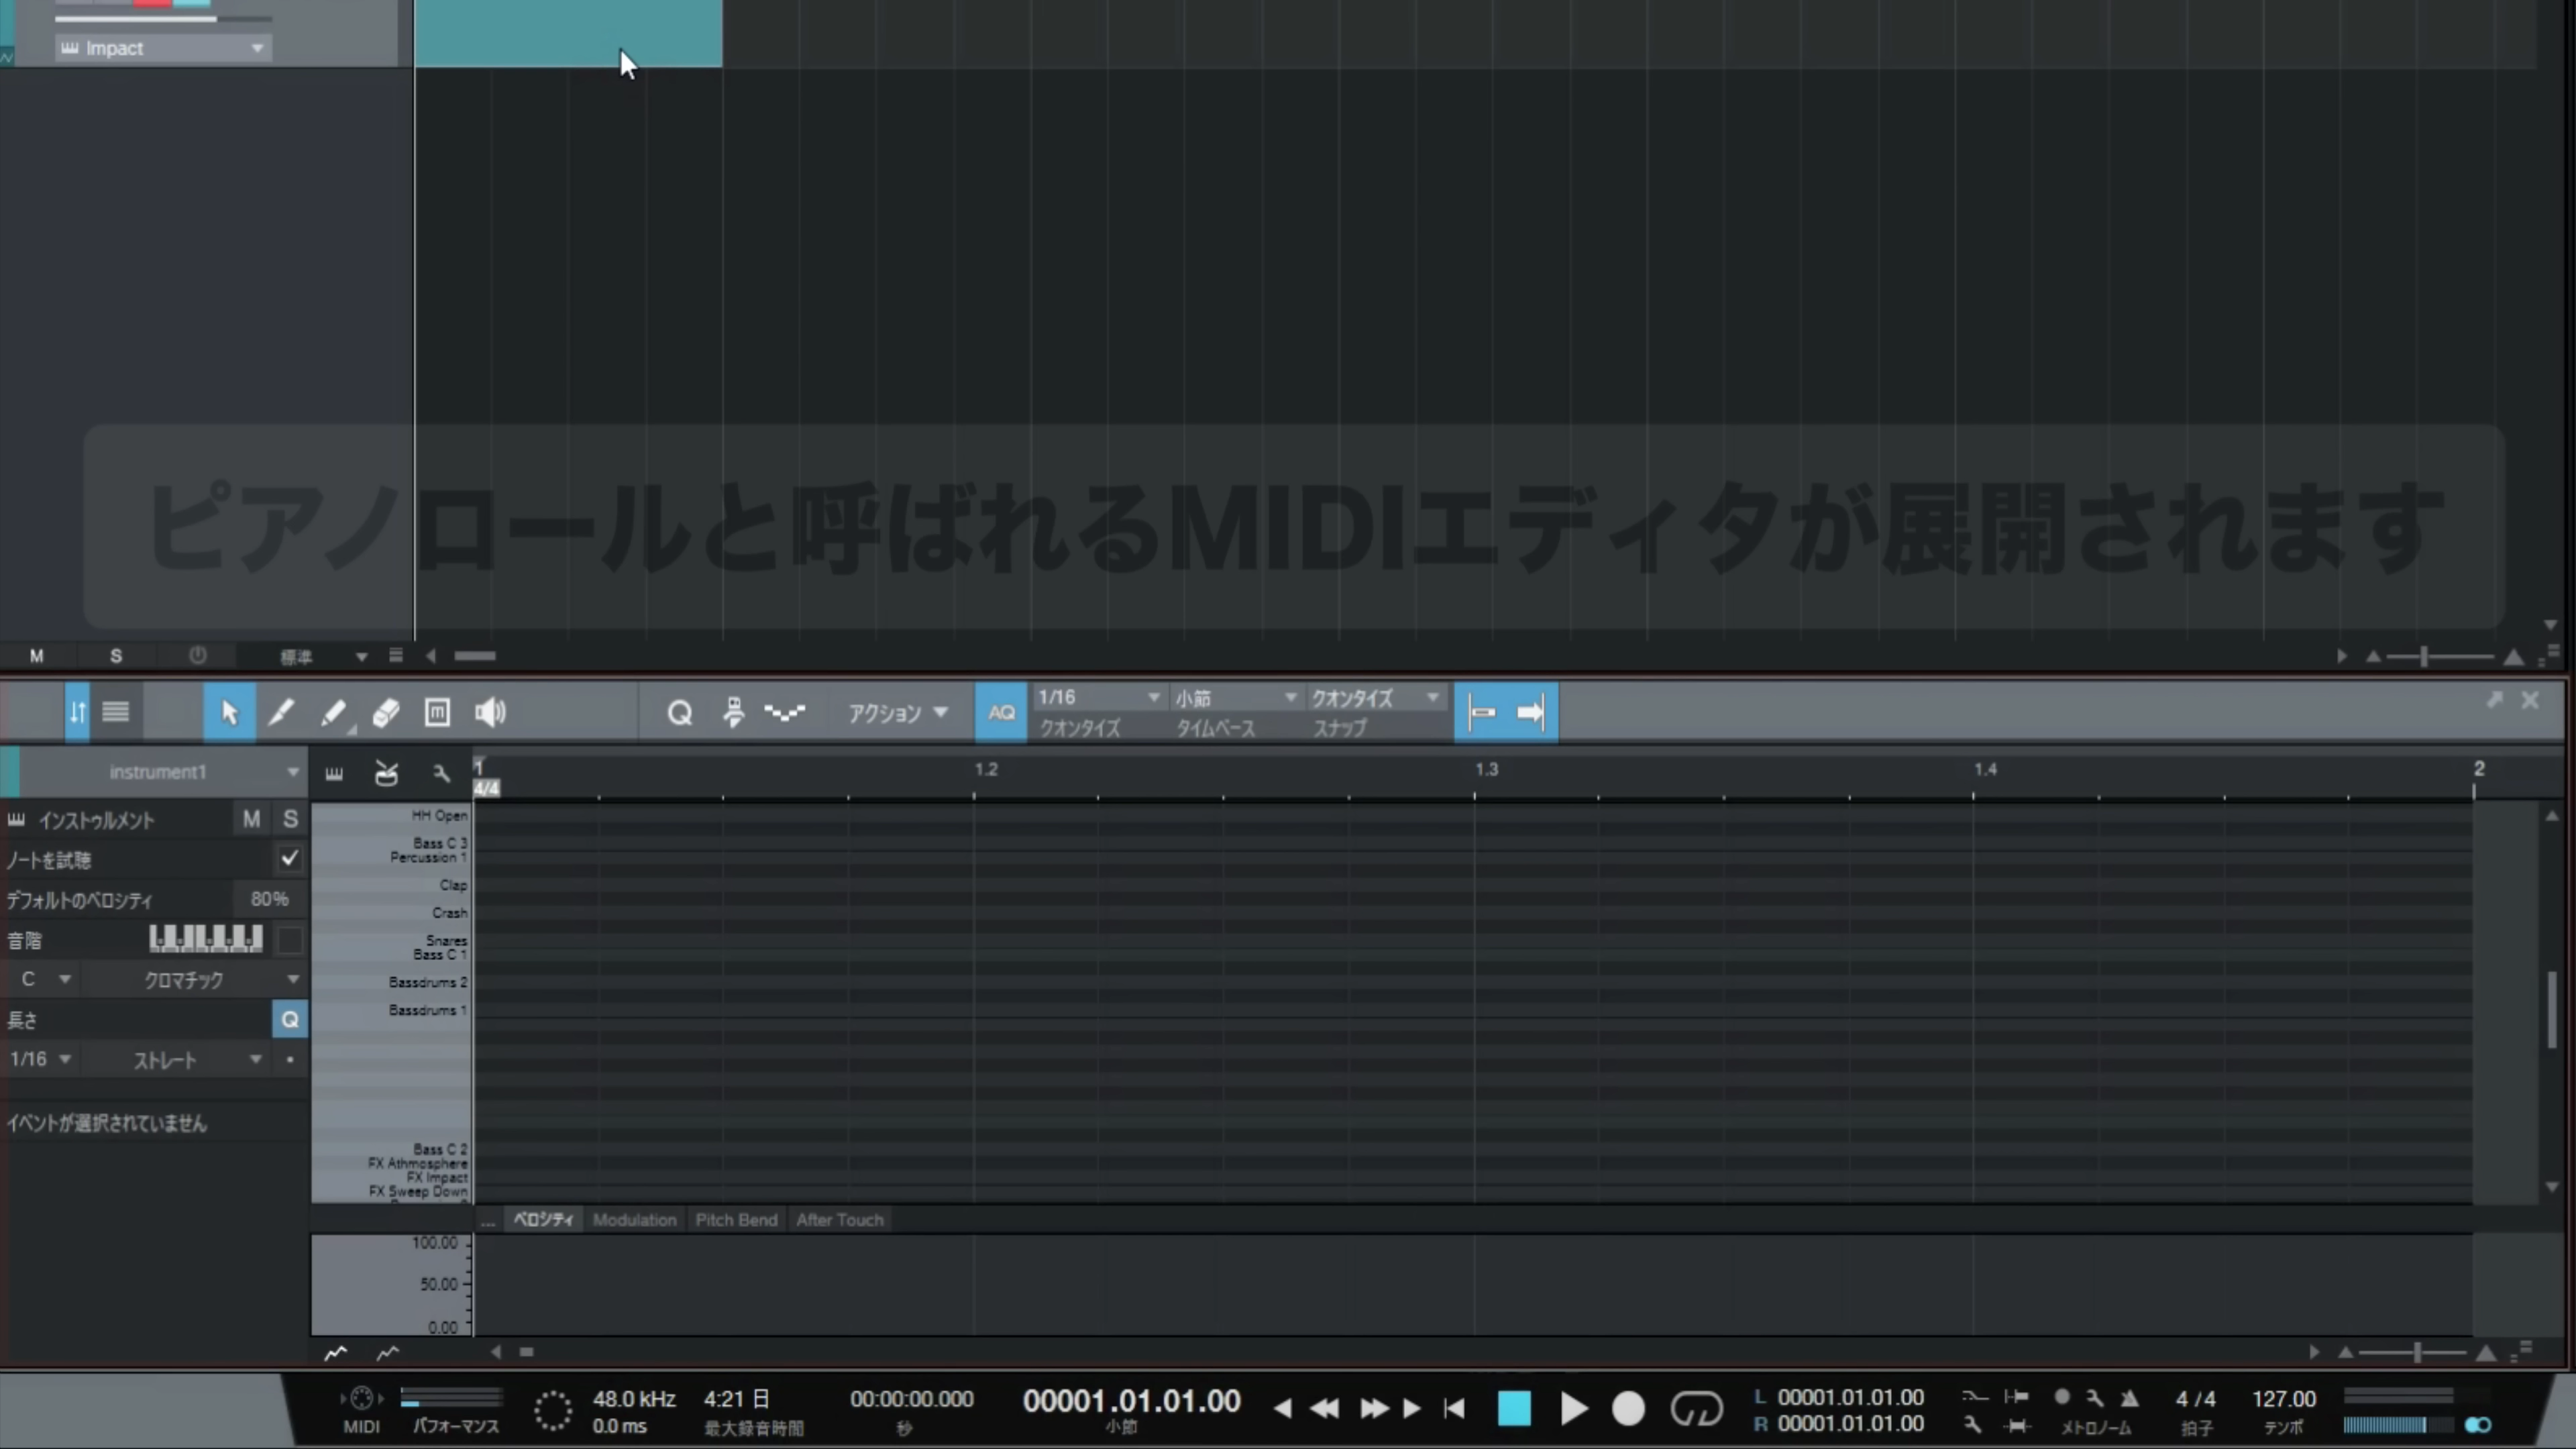 Impact
ピアノロールと呼ばれるMIDIエディタが展開されます
M S 標準
Q アクション AQ 1/16 小節 クオンタイズ
クオンタイズ タイムベース スナップ
instrument1
1 1.2 1.3 1.4 2
4/4
インストゥルメント M S
ノートを試聴
デフォルトのベロシティ 80%
音階
C クロマチック
長さ Q
1/16 ストレート
イベントが選択されていません
HH Open
Bass C 3
Percussion 1
Clap
Crash
Snares
Bass C 1
Bassdrums 2
Bassdrums 1
Bass C 2
FX Athmosphere
FX Impact
FX Sweep Down
... ベロシティ Modulation Pitch Bend After Touch
100.00
50.00
0.00
MIDI
パフォーマンス
48.0 kHz
0.0 ms
4:21 日
最大録音時間
00:00:00.000
秒
00001.01.01.00
小節
L 00001.01.01.00
R 00001.01.01.00
メトロノーム
4 / 4
拍子
127.00
テンポ